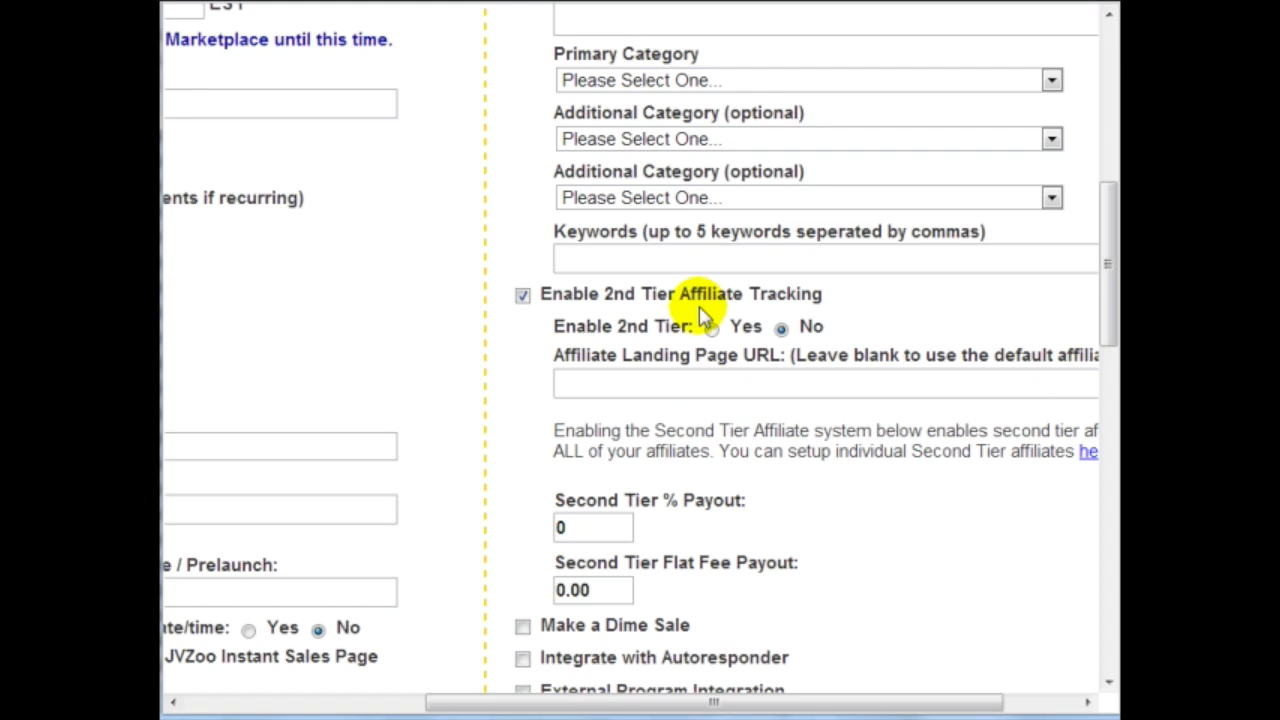 EST
Marketplace until this time.
ents if recurring)
e / Prelaunch:
ate/time: Yes No
JVZoo Instant Sales Page
Primary Category
Please Select One...
Additional Category (optional)
Please Select One...
Additional Category (optional)
Please Select One...
Keywords (up to 5 keywords seperated by commas)
Enable 2nd Tier Affiliate Tracking
Enable 2nd Tier: Yes No
Affiliate Landing Page URL: (Leave blank to use the default affilia
Enabling the Second Tier Affiliate system below enables second tier af
ALL of your affiliates. You can setup individual Second Tier affiliates he
Second Tier % Payout:
0
Second Tier Flat Fee Payout:
0.00
Make a Dime Sale
Integrate with Autoresponder
External Program Integration